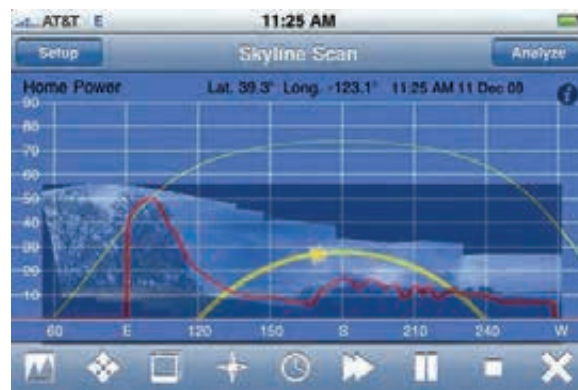 AT&T E 11:25 AM
Setup Skyline Scan Analyze
Home Power Lat. 39.3° Long. -123.1° 11:25 AM 11 Dec 09
90
80
70
60
50
40
30
20
10
60 E 120 150 S 210 240 W